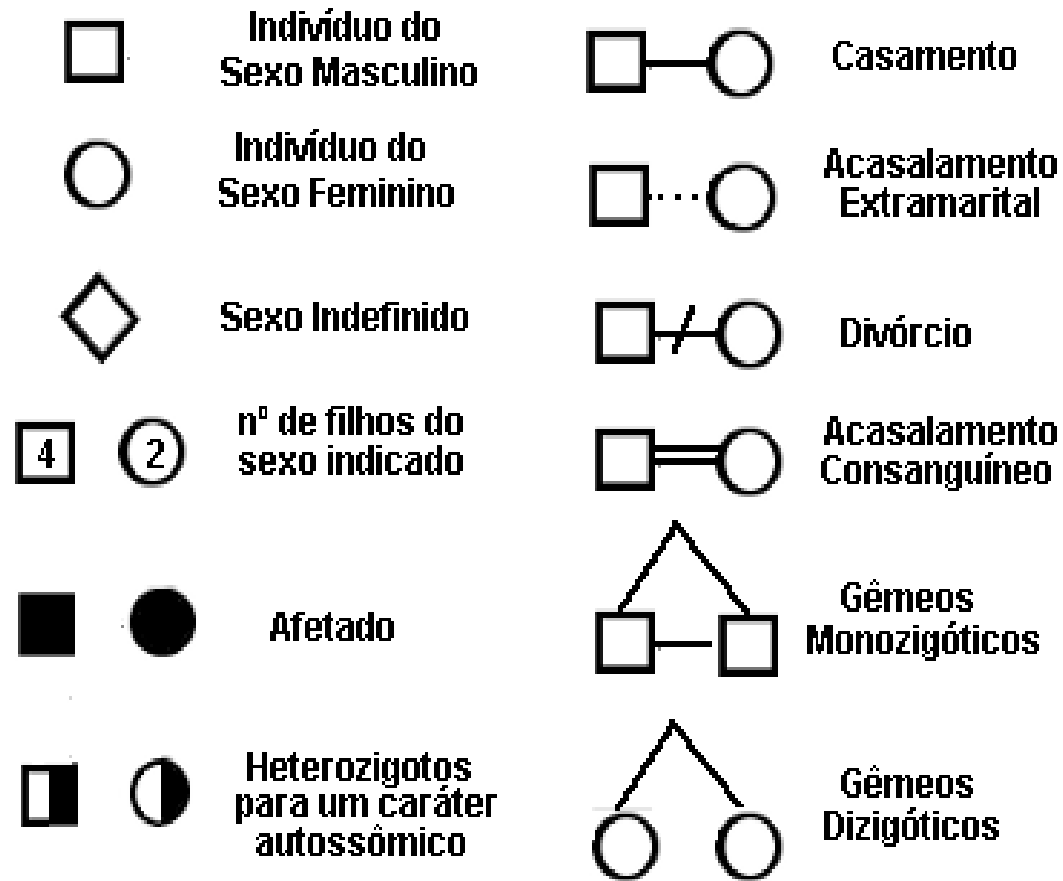 Indivíduo do
Sexo Masculino
Indivíduo do
Sexo Feminino
Sexo Indefinido
4 2
nº de filhos do
sexo indicado
Afetado
Heterozigotos
para um caráter
autossômico
Casamento
Acasalamento
Extramarital
Divórcio
Acasalamento
Consanguíneo
Gêmeos
Monozigóticos
Gêmeos
Dizigóticos